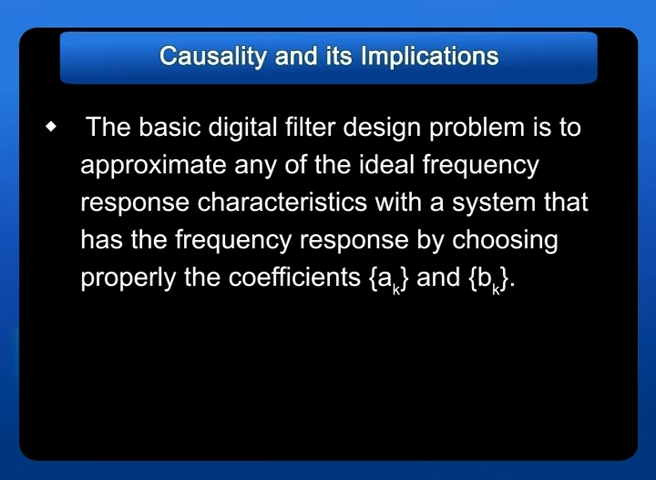 Causality and its Implications
The basic digital filter design problem is to
approximate any of the ideal frequency
response characteristics with a system that
has the frequency response by choosing
properly the coefficients {aₖ} and {bₖ}.